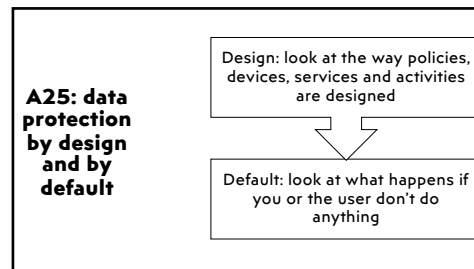 A25: data
protection
by design
and by
default
Design: look at the way policies,
devices, services and activities
are designed
Default: look at what happens if
you or the user don't do
anything